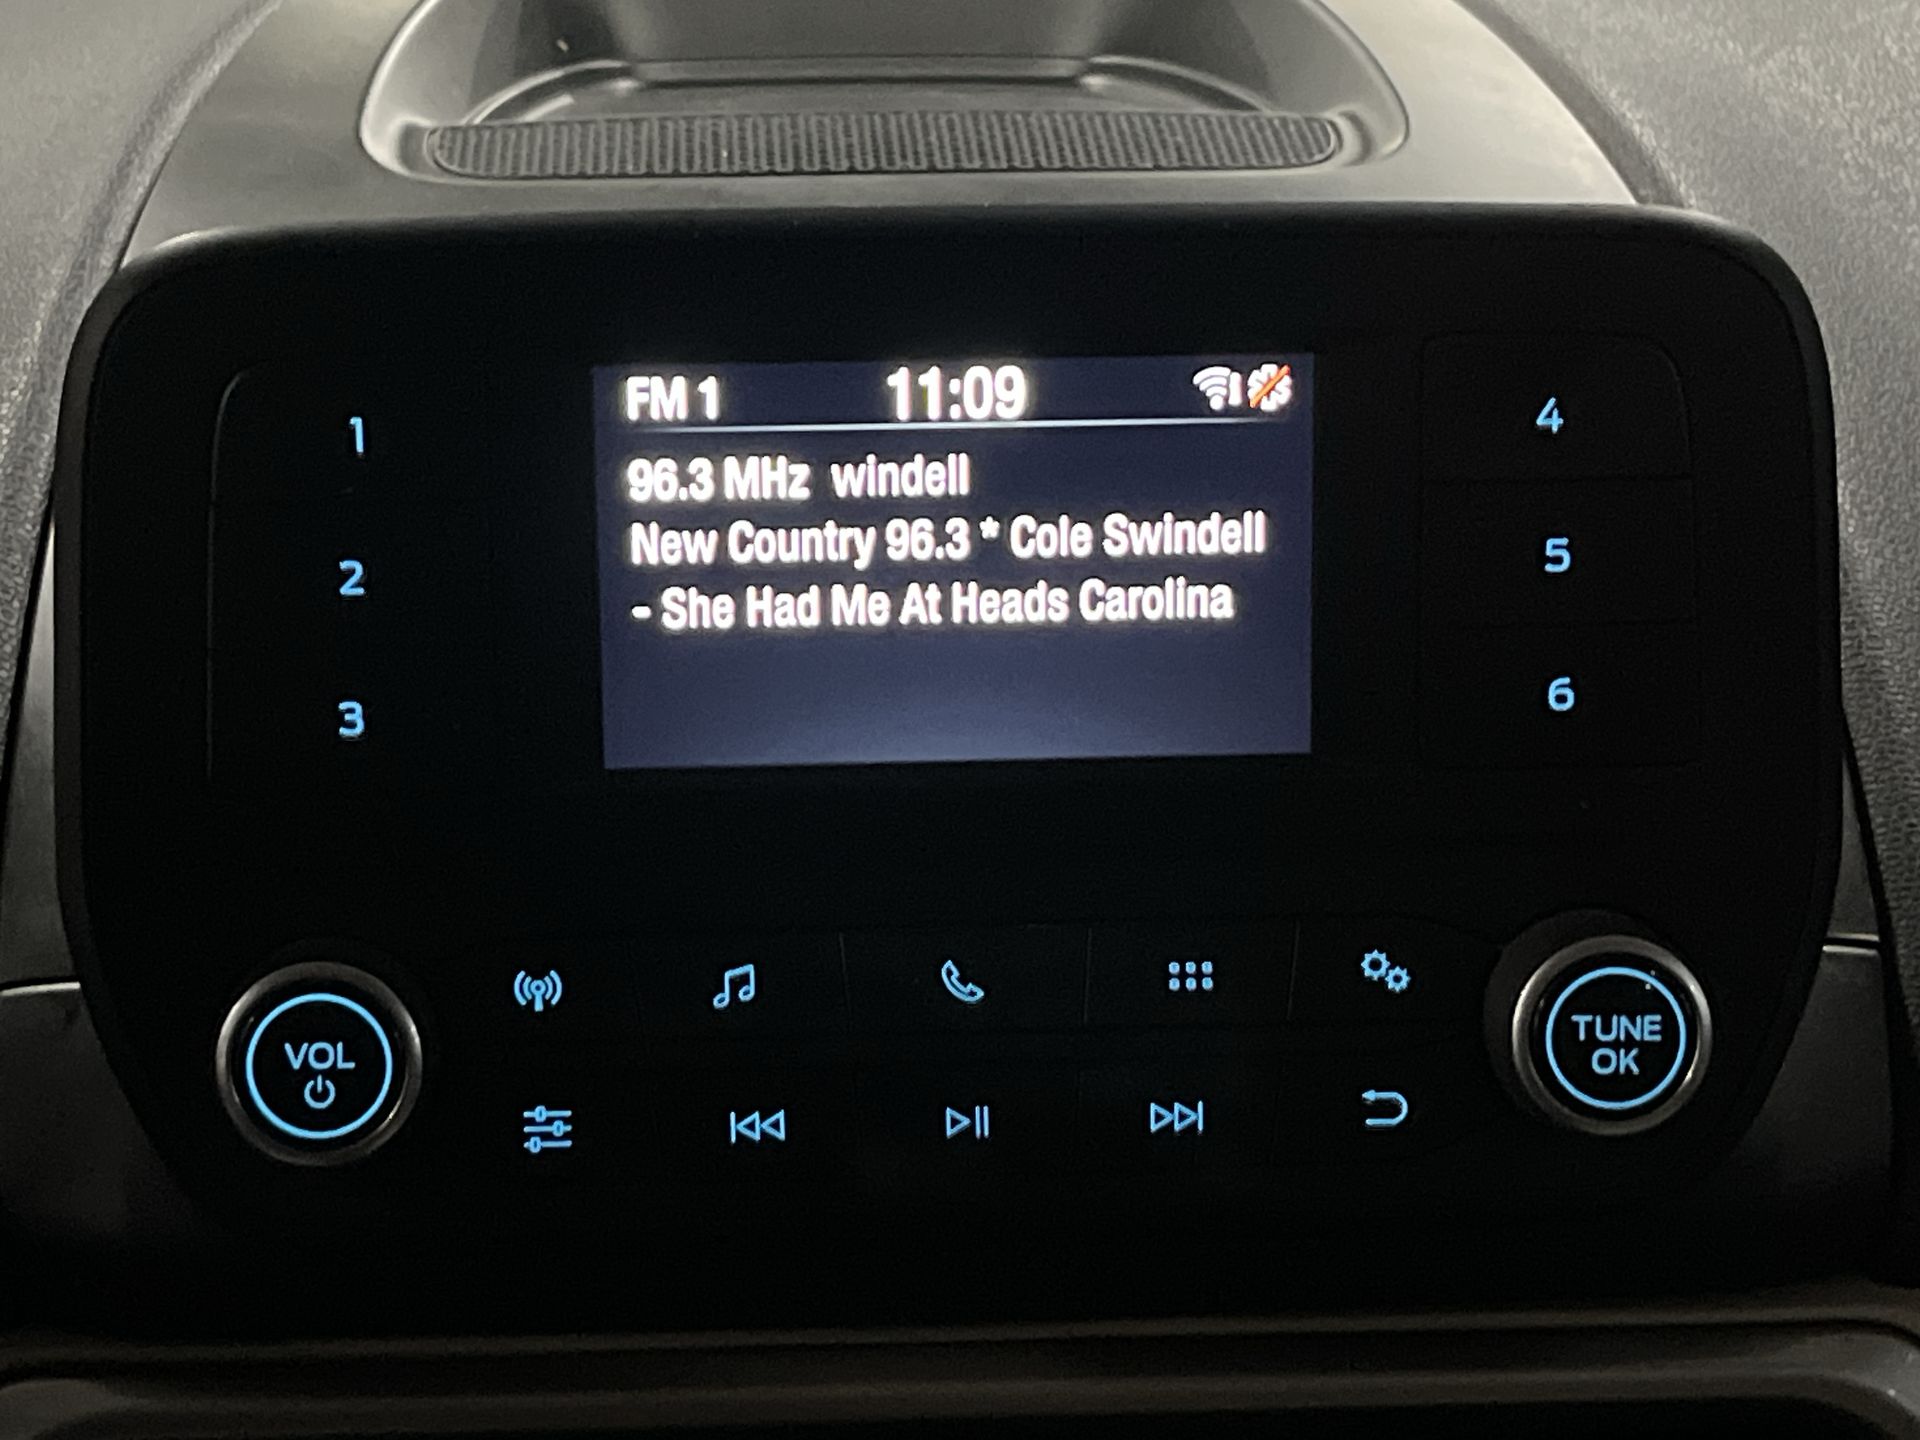 FM 1 11:09
96.3 MHz windell
New Country 96.3 * Cole Swindell
- She Had Me At Heads Carolina
1
2
3
4
5
6
VOL
TUNE
OK